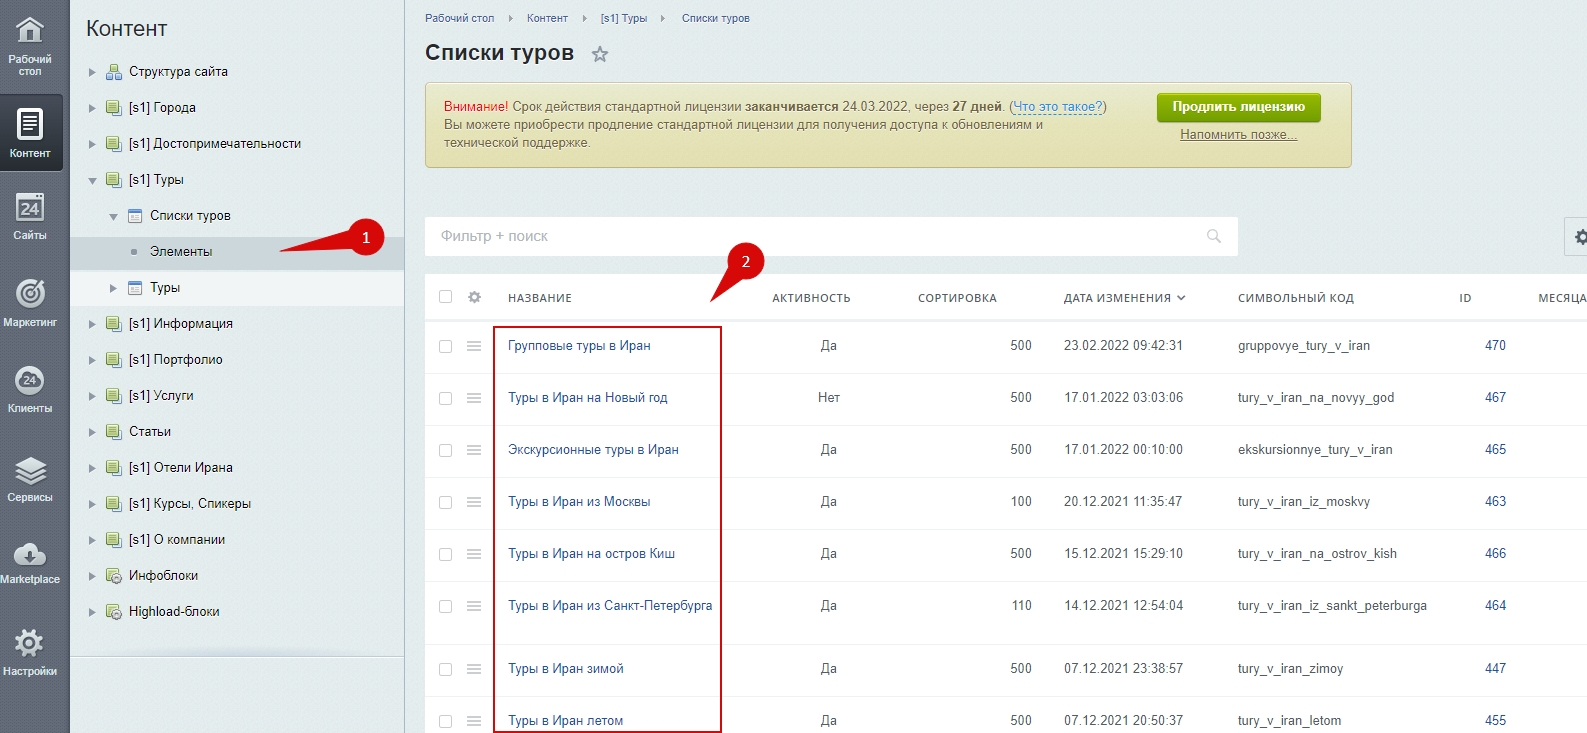 Рабочий
стол
Контент
24
Сайты
Маркетинг
24
Клиенты
Сервисы
Marketplace
Настройки
Контент
Структура сайта
[s1] Города
[s1] Достопримечательности
[s1] Туры
Списки туров
Элементы
1
Туры
[s1] Информация
[s1] Портфолио
[s1] Услуги
Статьи
[s1] Отели Ирана
[s1] Курсы, Спикеры
[s1] О компании
Инфоблоки
Highload-блоки
Рабочий стол Контент [s1] Туры Списки туров
Списки туров
Внимание! Срок действия стандартной лицензии заканчивается 24.03.2022, через 27 дней. (Что это такое?)
Вы можете приобрести продление стандартной лицензии для получения доступа к обновлениям и
технической поддержке.
Продлить лицензию
Напомнить позже...
Фильтр + поиск
2
НАЗВАНИЕ АКТИВНОСТЬ СОРТИРОВКА ДАТА ИЗМЕНЕНИЯ СИМВОЛЬНЫЙ КОД ID МЕСЯЦА
Групповые туры в Иран Да 500 23.02.2022 09:42:31 gruppovye_tury_v_iran 470
Туры в Иран на Новый год Нет 500 17.01.2022 03:03:06 tury_v_iran_na_novyy_god 467
Экскурсионные туры в Иран Да 500 17.01.2022 00:10:00 ekskursionnye_tury_v_iran 465
Туры в Иран из Москвы Да 100 20.12.2021 11:35:47 tury_v_iran_iz_moskvy 463
Туры в Иран на остров Киш Да 500 15.12.2021 15:29:10 tury_v_iran_na_ostrov_kish 466
Туры в Иран из Санкт-Петербурга Да 110 14.12.2021 12:54:04 tury_v_iran_iz_sankt_peterburga 464
Туры в Иран зимой Да 500 07.12.2021 23:38:57 tury_v_iran_zimoy 447
Туры в Иран летом Да 500 07.12.2021 20:50:37 tury_v_iran_letom 455